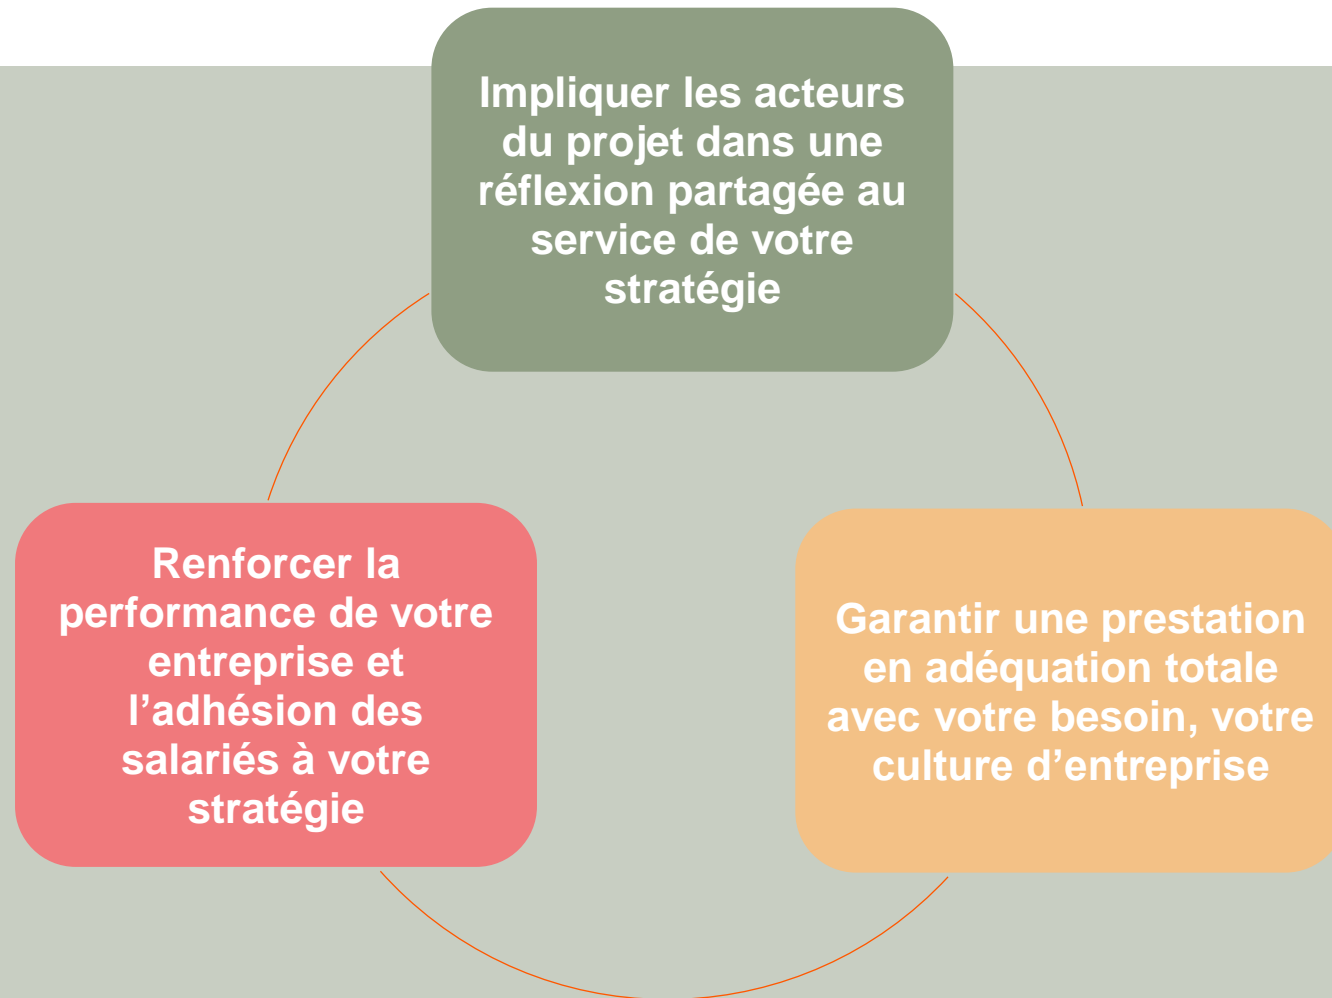 Impliquer les acteurs
du projet dans une
réflexion partagée au
service de votre
stratégie
Renforcer la
performance de votre
entreprise et
l’adhésion des
salariés à votre
stratégie
Garantir une prestation
en adéquation totale
avec votre besoin, votre
culture d’entreprise